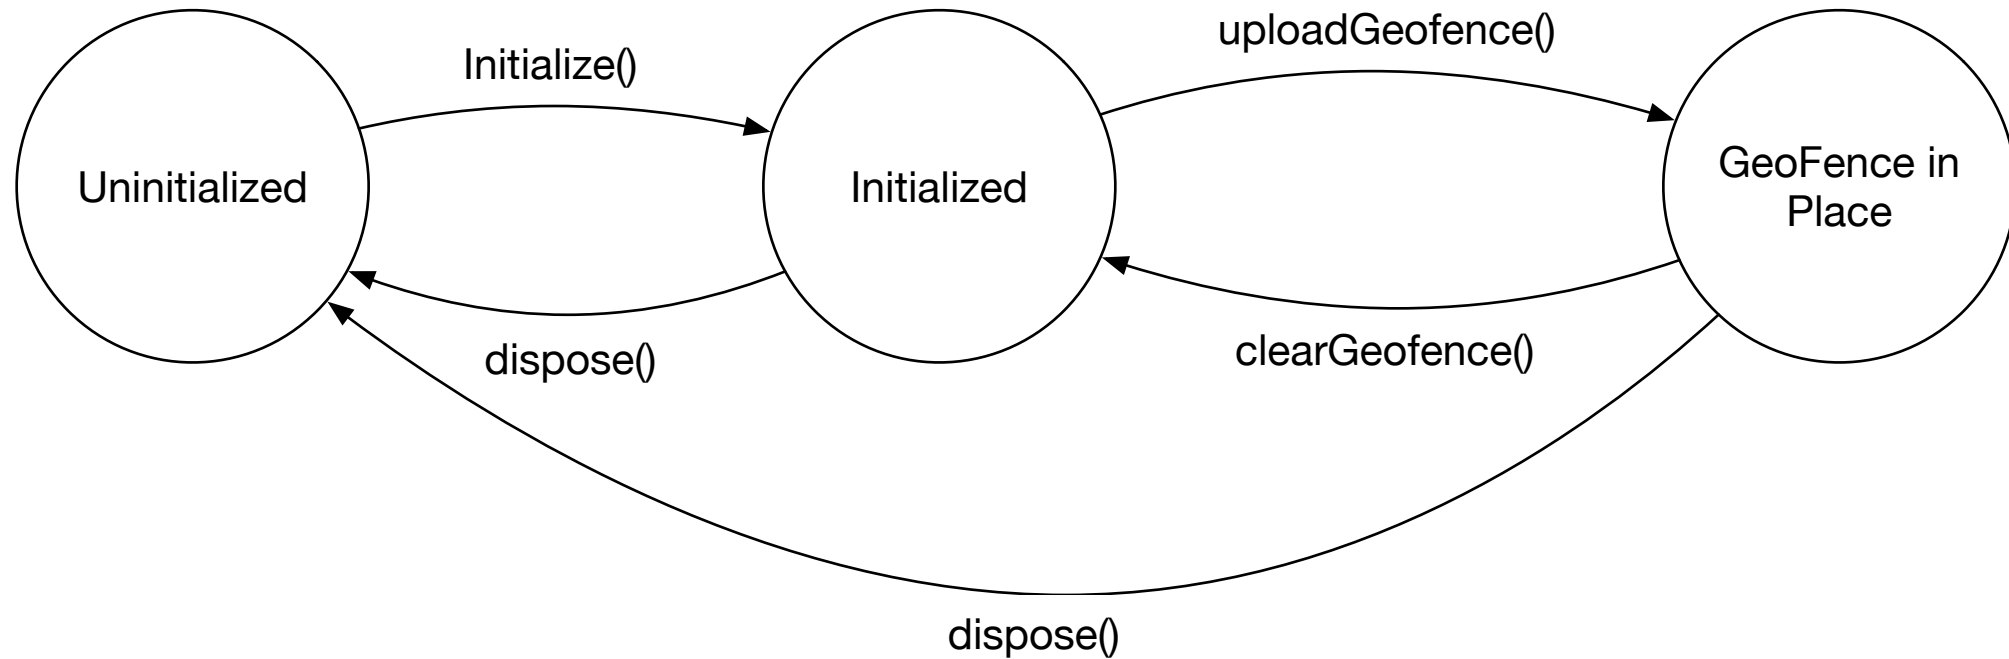 uploadGeofence()
Initialize()
Uninitialized
Initialized
GeoFence in
Place
dispose()
clearGeofence()
dispose()